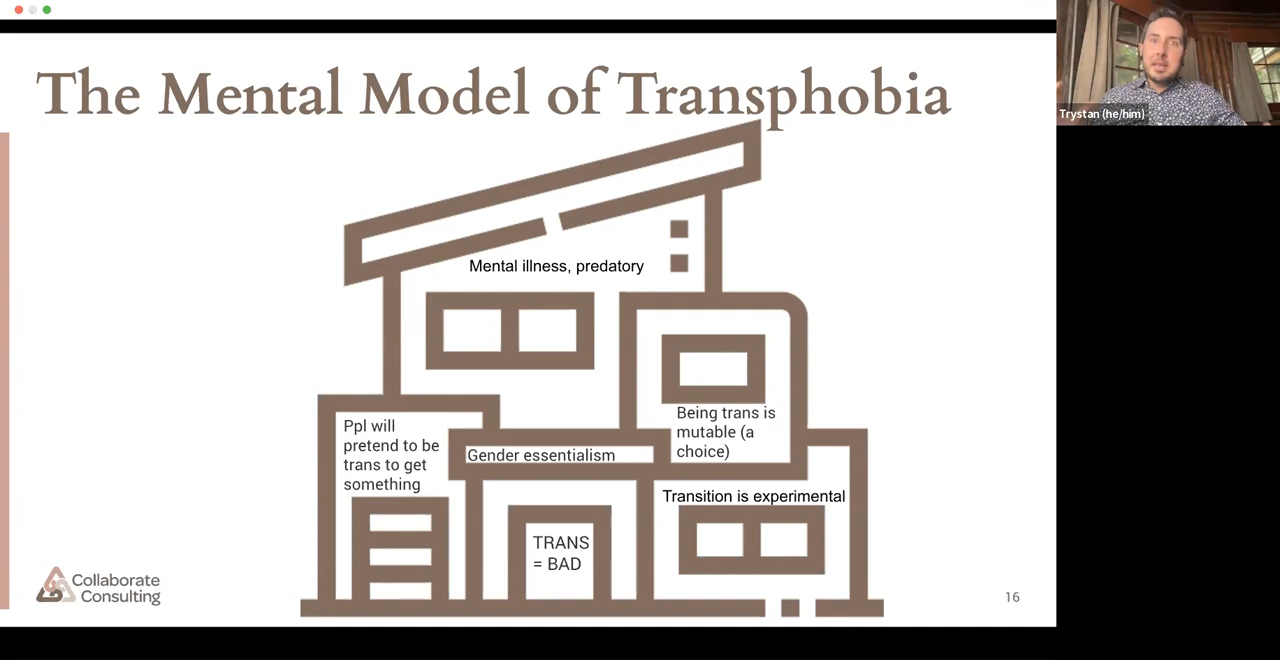 The Mental Model of Transphobia
Trystan (he/him)
Mental illness, predatory
Ppl will
pretend to be
trans to get
something
Being trans is
mutable (a
choice)
Gender essentialism
Transition is experimental
TRANS
= BAD
Collaborate
Consulting
16